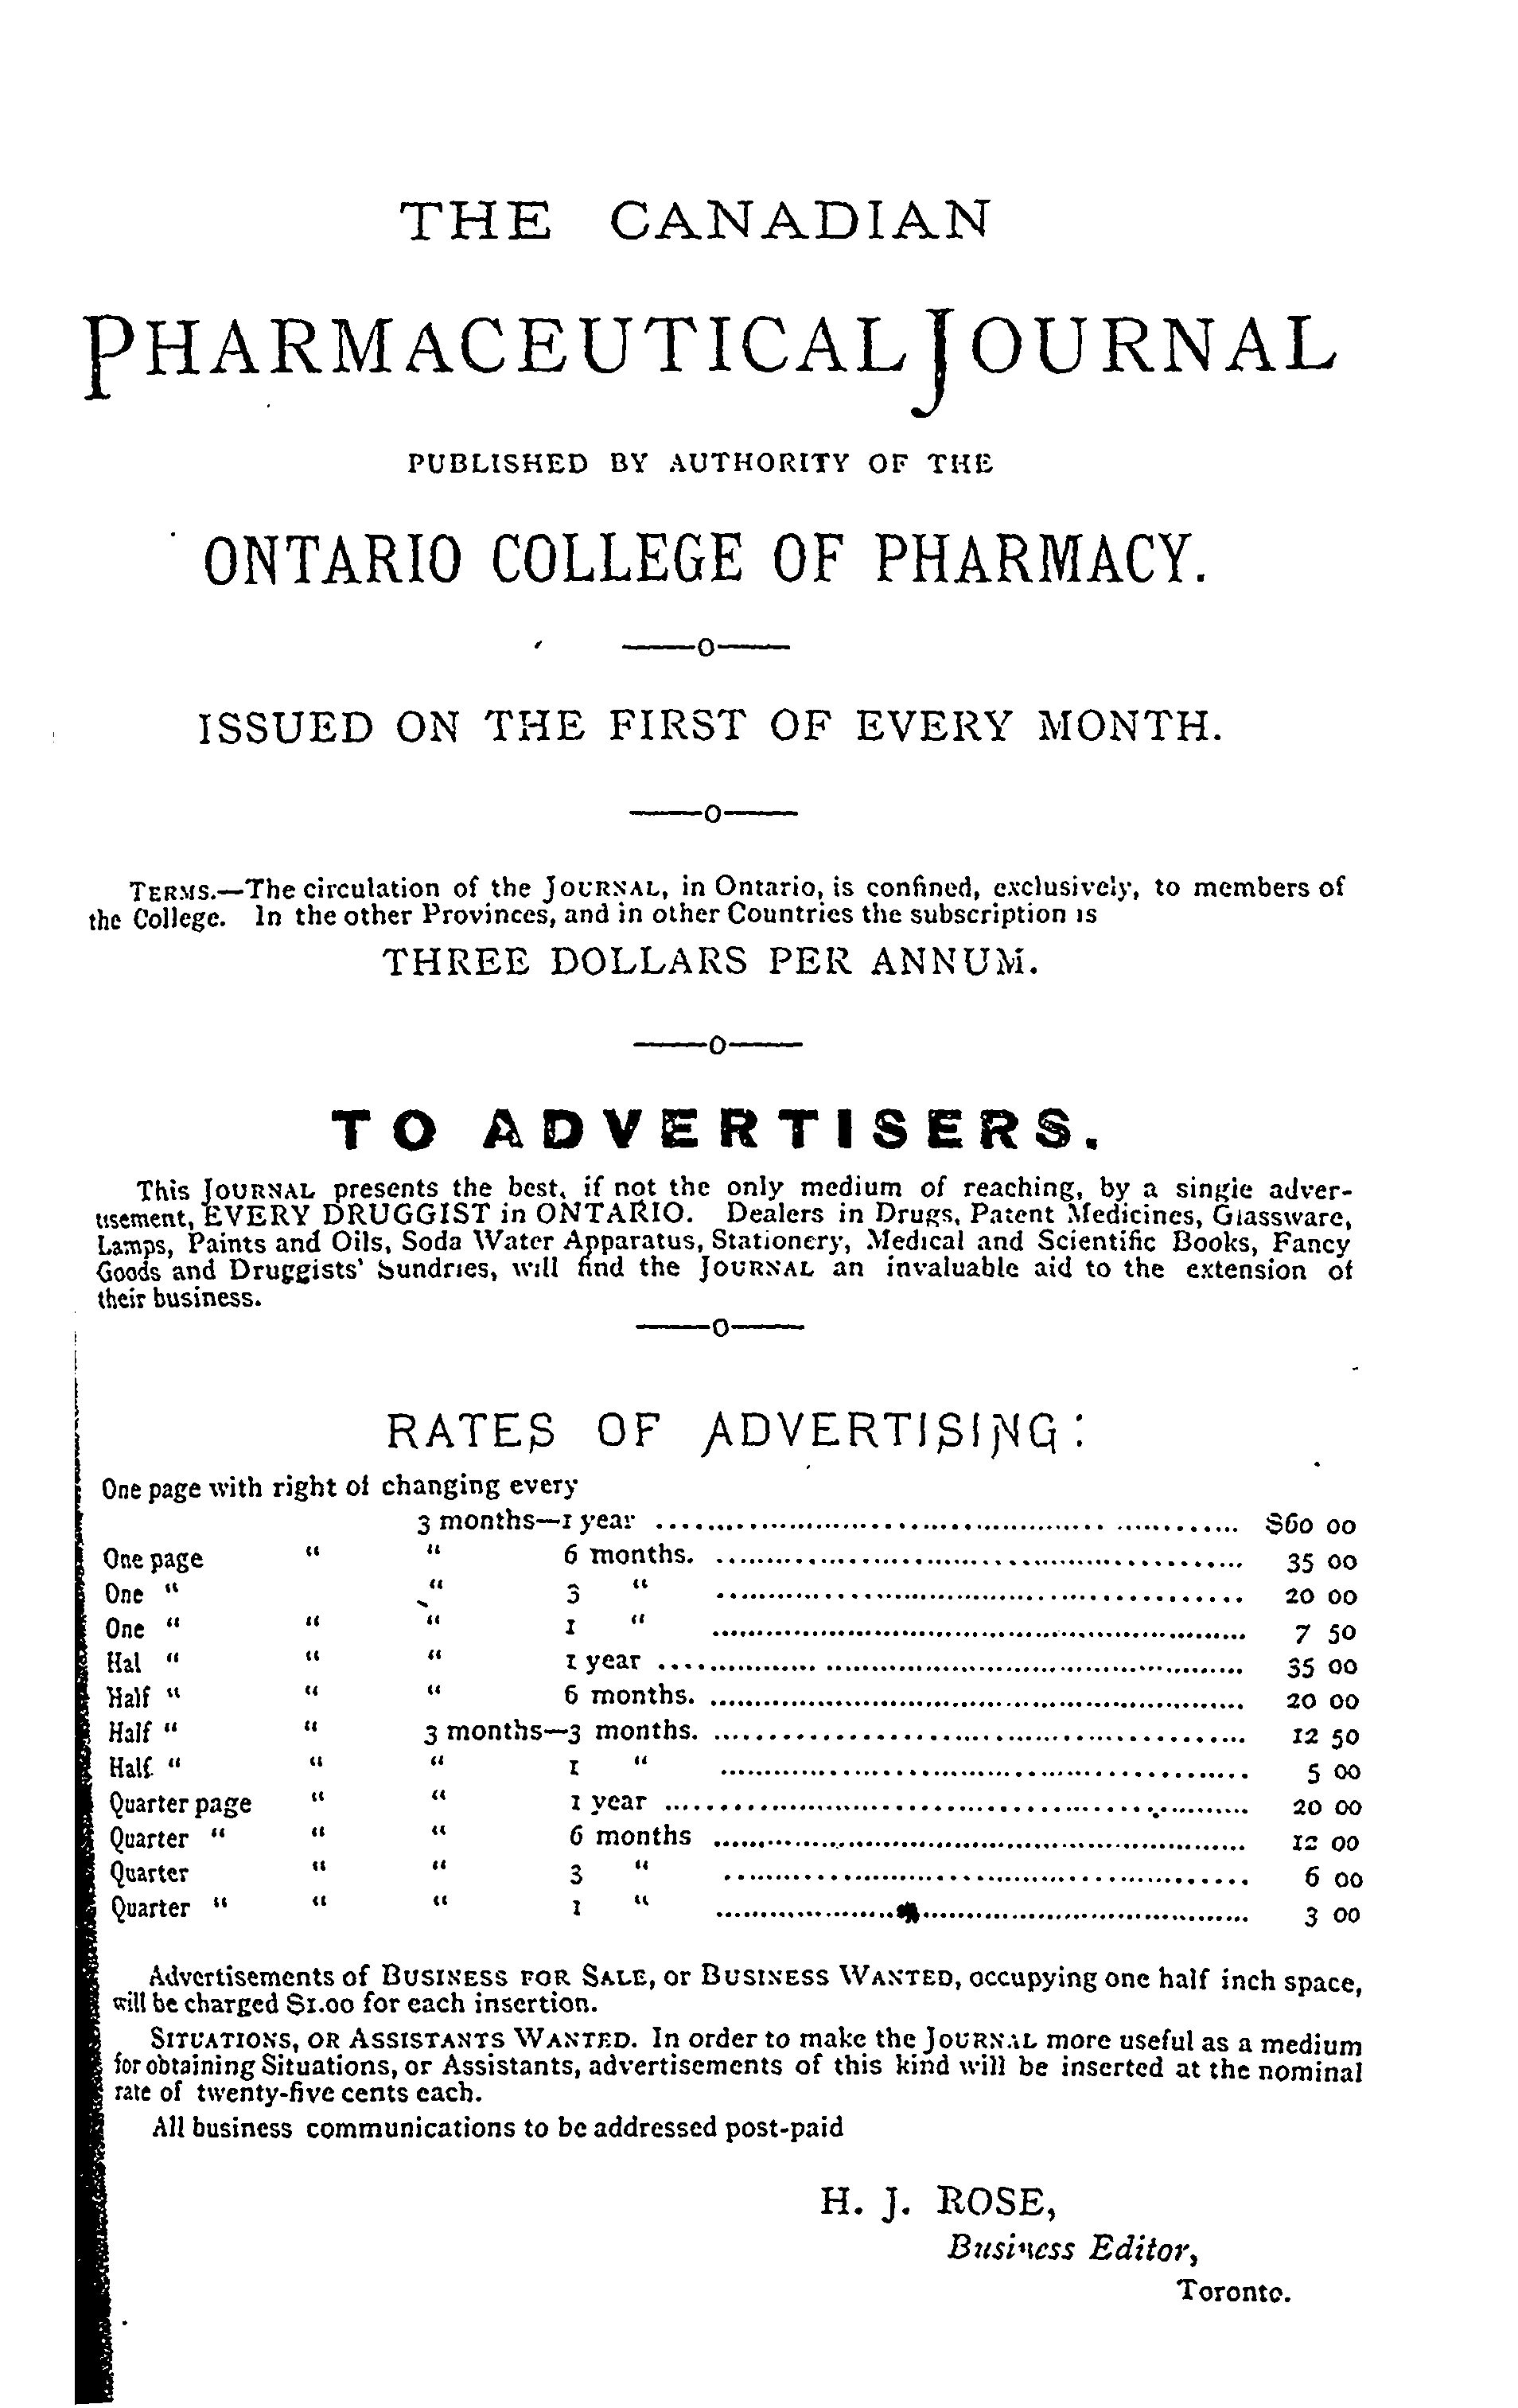 THE CANADIAN
PHARMACEUTICAL JOURNAL
PUBLISHED BY AUTHORITY OF THE
ONTARIO COLLEGE OF PHARMACY.
——o——
ISSUED ON THE FIRST OF EVERY MONTH.
——o——
TERMS.—The circulation of the JOURNAL, in Ontario, is confined, exclusively, to members of
the College. In the other Provinces, and in other Countries the subscription is
THREE DOLLARS PER ANNUM.
——o——
TO ADVERTISERS.
This JOURNAL presents the best, if not the only medium of reaching, by a single adver-
tisement, EVERY DRUGGIST in ONTARIO. Dealers in Drugs, Patent Medicines, Glassware,
Lamps, Paints and Oils, Soda Water Apparatus, Stationery, Medical and Scientific Books, Fancy
Goods and Druggists' Sundries, will find the JOURNAL an invaluable aid to the extension of
their business.
——o——
RATES OF ADVERTISING:
One page with right of changing every
3 months—1 year .......... $60 00
One page " " 6 months. .......... 35 00
One " " 3 " .......... 20 00
One " " " 1 " .......... 7 50
Hal " " " 1 year .......... 35 00
Half " " " 6 months. .......... 20 00
Half " " 3 months—3 months. .......... 12 50
Half " " " 1 " .......... 5 00
Quarter page " " 1 year .......... 20 00
Quarter " " " 6 months .......... 12 00
Quarter " " 3 " .......... 6 00
Quarter " " " 1 " .......... 3 00
Advertisements of BUSINESS FOR SALE, or BUSINESS WANTED, occupying one half inch space,
will be charged $1.00 for each insertion.
SITUATIONS, OR ASSISTANTS WANTED. In order to make the JOURNAL more useful as a medium
for obtaining Situations, or Assistants, advertisements of this kind will be inserted at the nominal
rate of twenty-five cents each.
All business communications to be addressed post-paid
H. J. ROSE,
Business Editor,
Toronto.